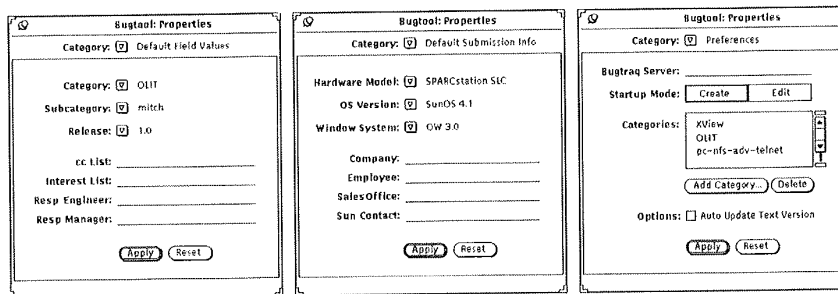 Bugtool: Properties
Category: Default Field Values
Category: OLIT
Subcategory: mitch
Release: 1.0
cc List:
Interest List:
Resp Engineer:
Resp Manager:
Apply Reset
Bugtool: Properties
Category: Default Submission Info
Hardware Model: SPARCstation SLC
OS Version: SunOS 4.1
Window System: OW 3.0
Company:
Employee:
SalesOffice:
Sun Contact:
Apply Reset
Bugtool: Properties
Category: Preferences
Bugtraq Server:
Startup Mode: Create Edit
Categories: XView
OLIT
pc-nfs-adv-telnet
Add Category... Delete
Options: Auto Update Text Version
Apply Reset